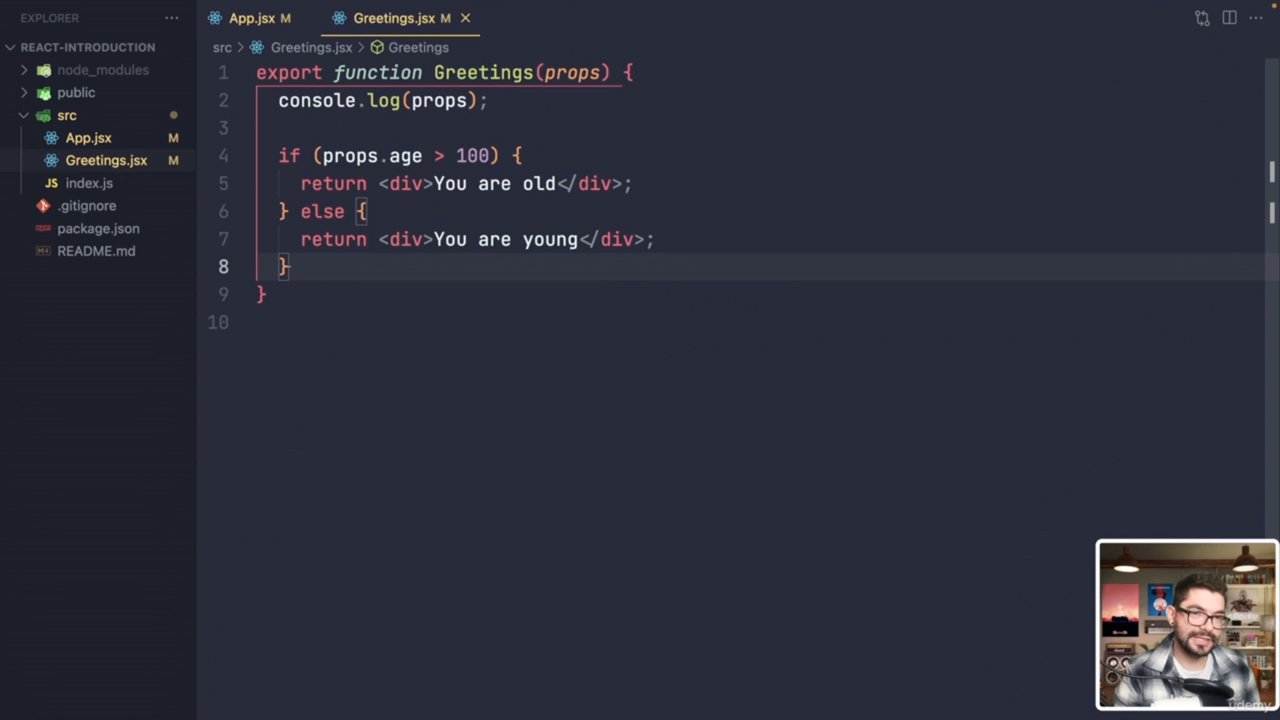 EXPLORER
REACT-INTRODUCTION
node_modules
public
src
App.jsx M
Greetings.jsx M
JS index.js
.gitignore
package.json
README.md
App.jsx M
Greetings.jsx M
src > Greetings.jsx > Greetings
1 export function Greetings(props) {
2 console.log(props);
3
4 if (props.age > 100) {
5 return <div>You are old</div>;
6 } else {
7 return <div>You are young</div>;
8 }
9 }
10
udemy